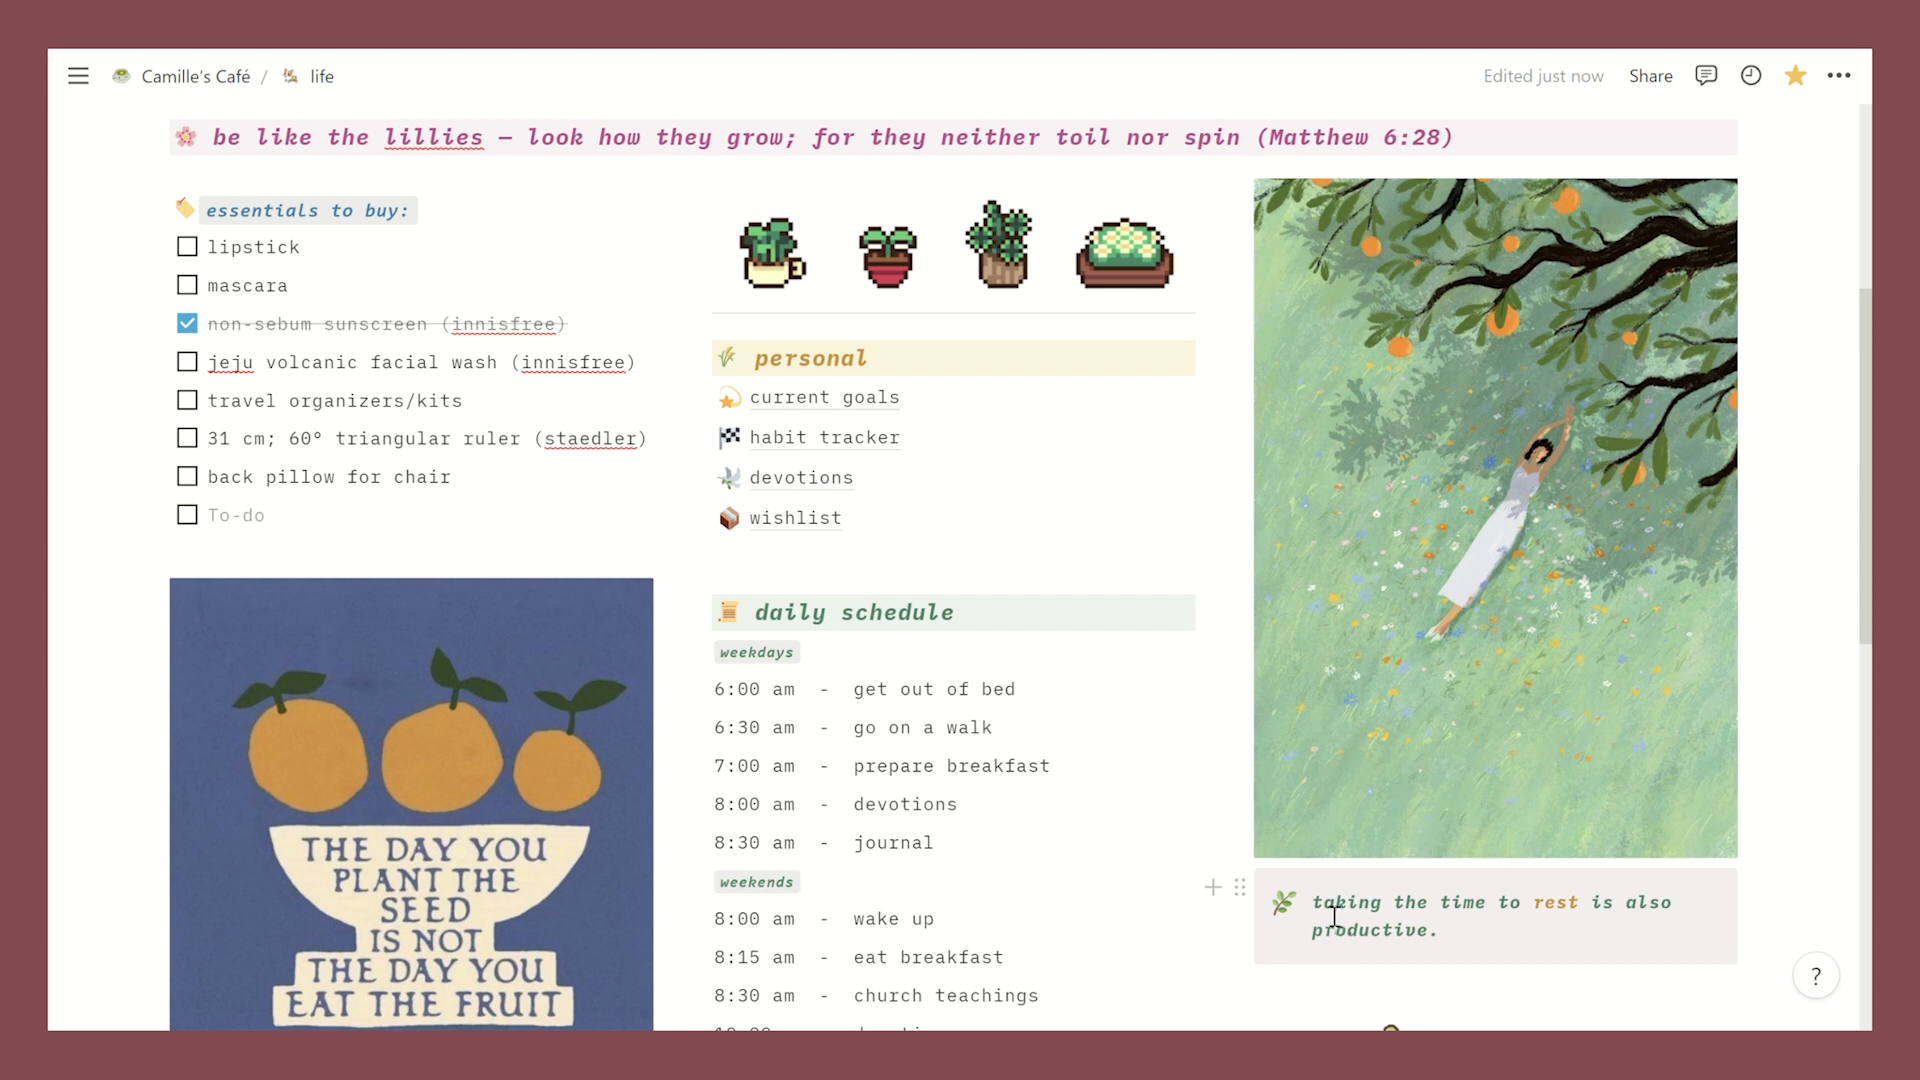 Camille's Café / life
Edited just now Share
be like the lillies — look how they grow; for they neither toil nor spin (Matthew 6:28)
essentials to buy:
lipstick
mascara
non-sebum sunscreen (innisfree)
jeju volcanic facial wash (innisfree)
travel organizers/kits
31 cm; 60° triangular ruler (staedler)
back pillow for chair
To-do
THE DAY YOU
PLANT THE
SEED
IS NOT
THE DAY YOU
EAT THE FRUIT
personal
current goals
habit tracker
devotions
wishlist
daily schedule
weekdays
6:00 am - get out of bed
6:30 am - go on a walk
7:00 am - prepare breakfast
8:00 am - devotions
8:30 am - journal
weekends
8:00 am - wake up
8:15 am - eat breakfast
8:30 am - church teachings
taking the time to rest is also
productive.
?